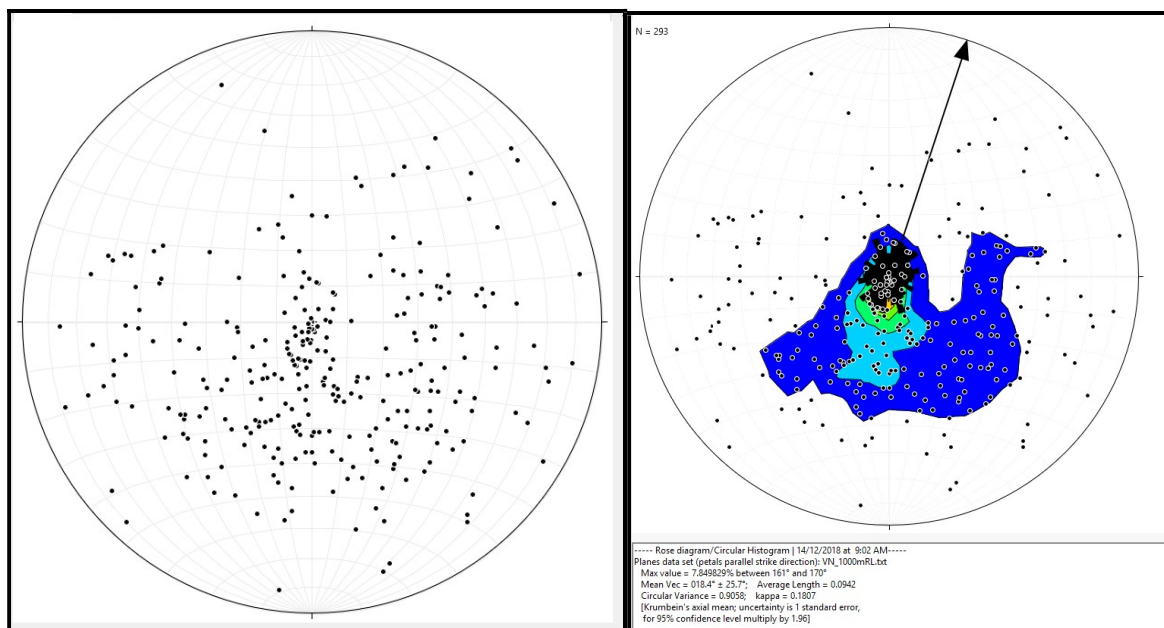 N = 293
----- Rose diagram/Circular Histogram | 14/12/2018 at 9:02 AM-----
Planes data set (petals parallel strike direction): VN_1000mRL.txt
Max value = 7.849829% between 161° and 170°
Mean Vec = 018.4° ± 25.7°; Average Length = 0.0942
Circular Variance = 0.9058; kappa = 0.1807
[Krumbein's axial mean; uncertainty is 1 standard error,
for 95% confidence level multiply by 1.96]